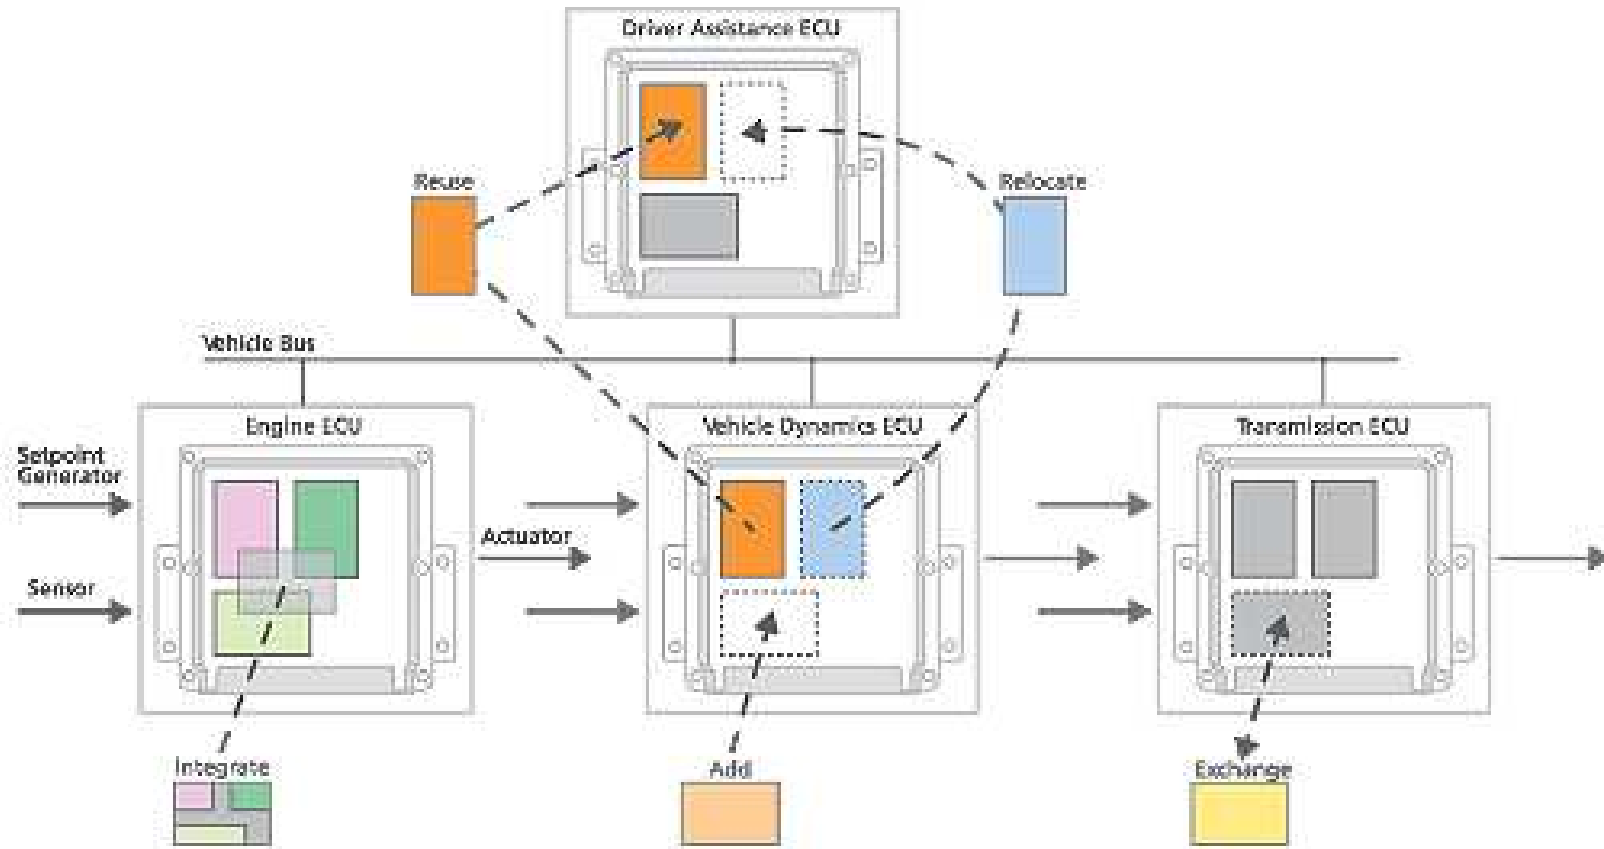 Driver Assistance ECU
Reuse
Relocate
Vehicle Bus
Engine ECU
Vehicle Dynamics ECU
Transmission ECU
Setpoint
Generator
Actuator
Sensor
Integrate
Add
Exchange